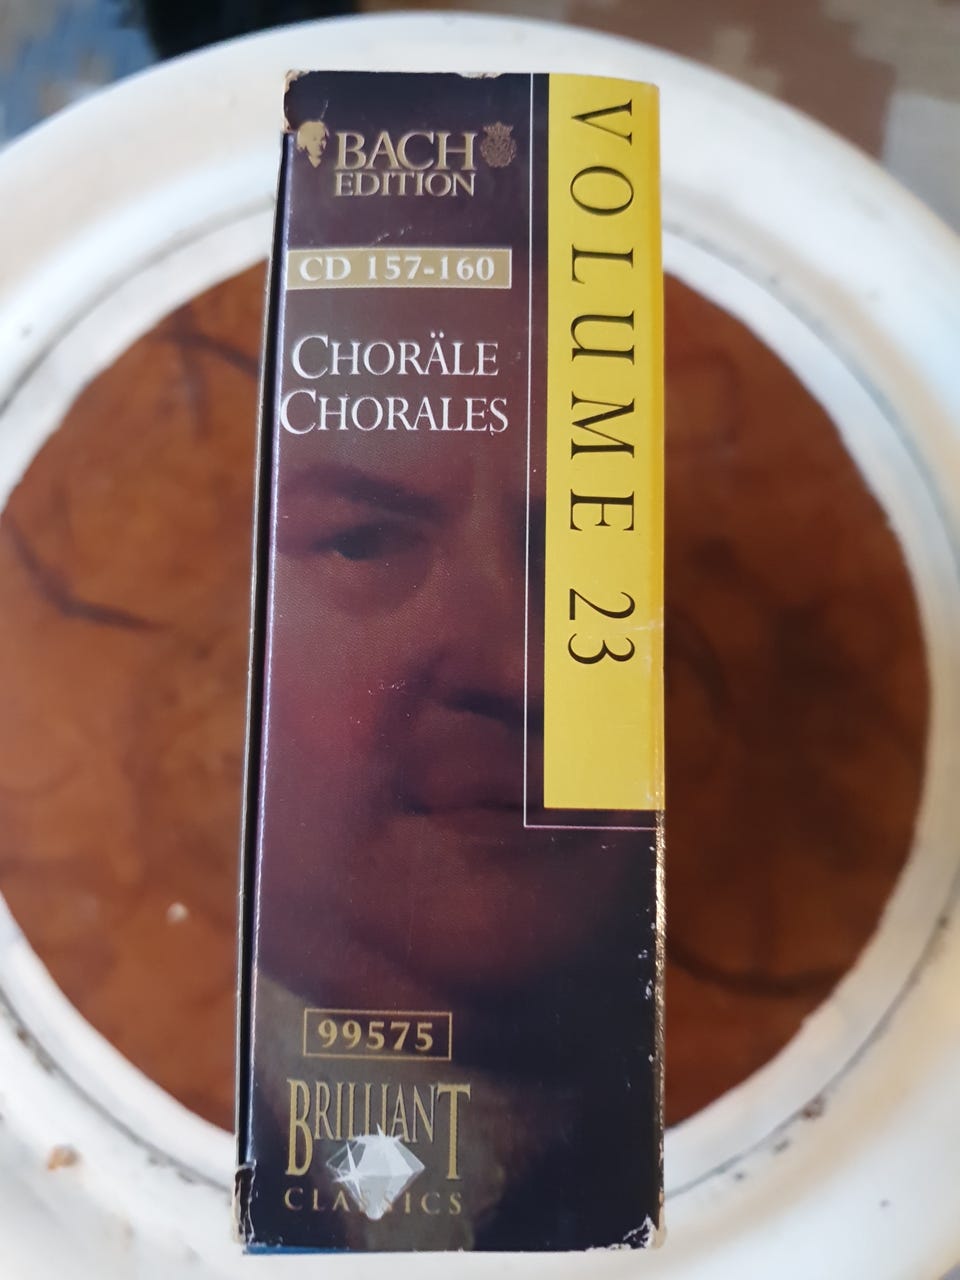 BACH
EDITION
CD 157-160
CHORÄLE
CHORALES
VOLUME 23
99575
BRILLIANT
CLASSICS